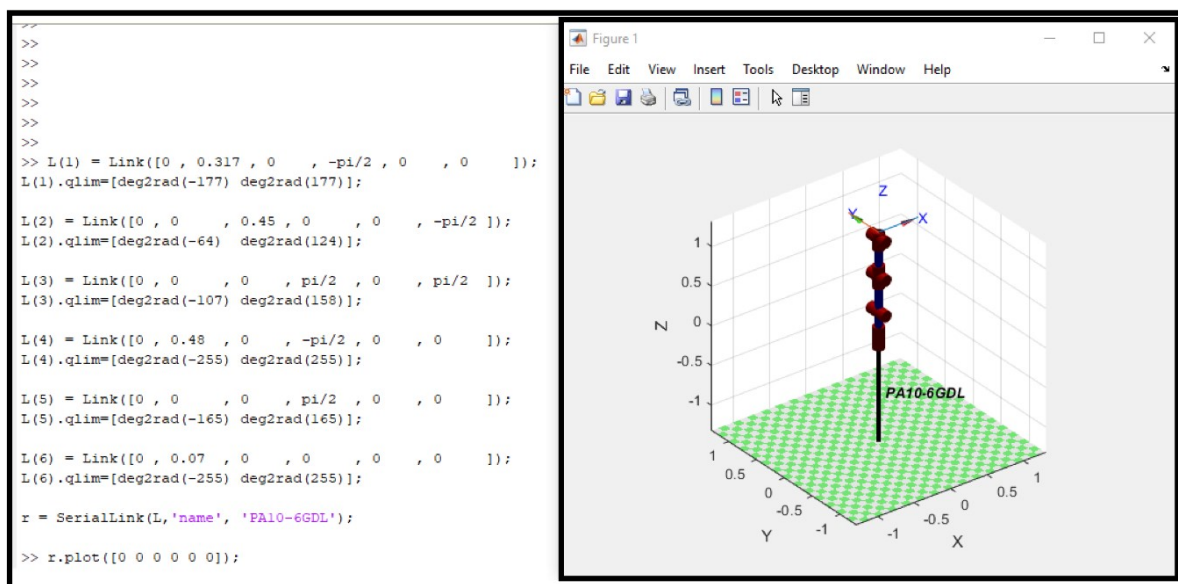 >>
>>
>>
>>
>>
>>
>>
>> L(1) = Link([0 , 0.317 , 0    , -pi/2 , 0    , 0     ]);
L(1).qlim=[deg2rad(-177) deg2rad(177)];
L(2) = Link([0 , 0     , 0.45 , 0     , 0    , -pi/2 ]);
L(2).qlim=[deg2rad(-64)  deg2rad(124)];
L(3) = Link([0 , 0     , 0    , pi/2  , 0    , pi/2  ]);
L(3).qlim=[deg2rad(-107) deg2rad(158)];
L(4) = Link([0 , 0.48  , 0    , -pi/2 , 0    , 0     ]);
L(4).qlim=[deg2rad(-255) deg2rad(255)];
L(5) = Link([0 , 0     , 0    , pi/2  , 0    , 0     ]);
L(5).qlim=[deg2rad(-165) deg2rad(165)];
L(6) = Link([0 , 0.07  , 0    , 0     , 0    , 0     ]);
L(6).qlim=[deg2rad(-255) deg2rad(255)];
r = SerialLink(L,'name', 'PA10-6GDL');
>> r.plot([0 0 0 0 0 0]);
Figure 1
File Edit View Insert Tools Desktop Window Help
Z
Y X
1
0.5
0
-0.5
-1
Z
PA10-6GDL
1
0.5
0
-0.5
-1
Y
-1
-0.5
0
0.5
1
X